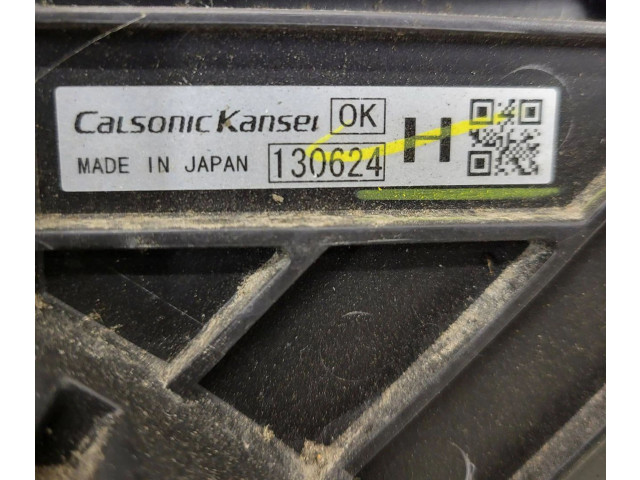 CalsonicKansei OK
MADE IN JAPAN 130624 H